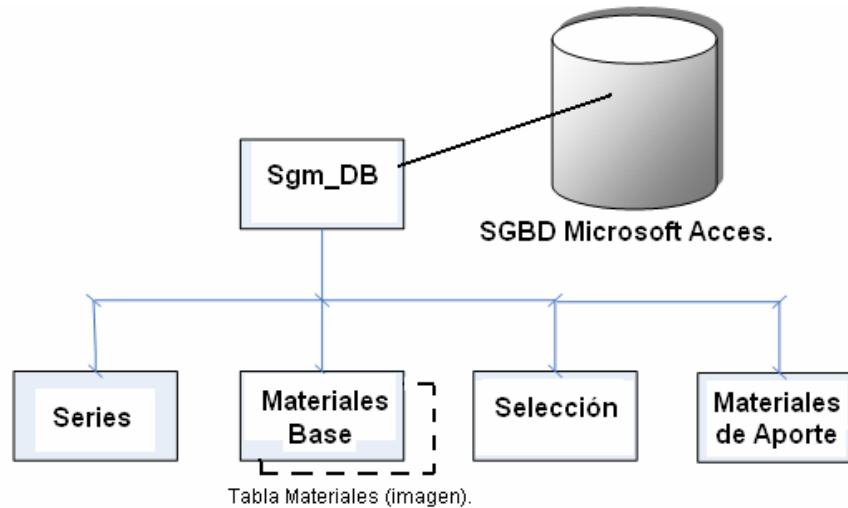 Sgm_DB
SGBD Microsoft Acces.
Series
Materiales
Base
Selección
Materiales
de Aporte
Tabla Materiales (imagen).